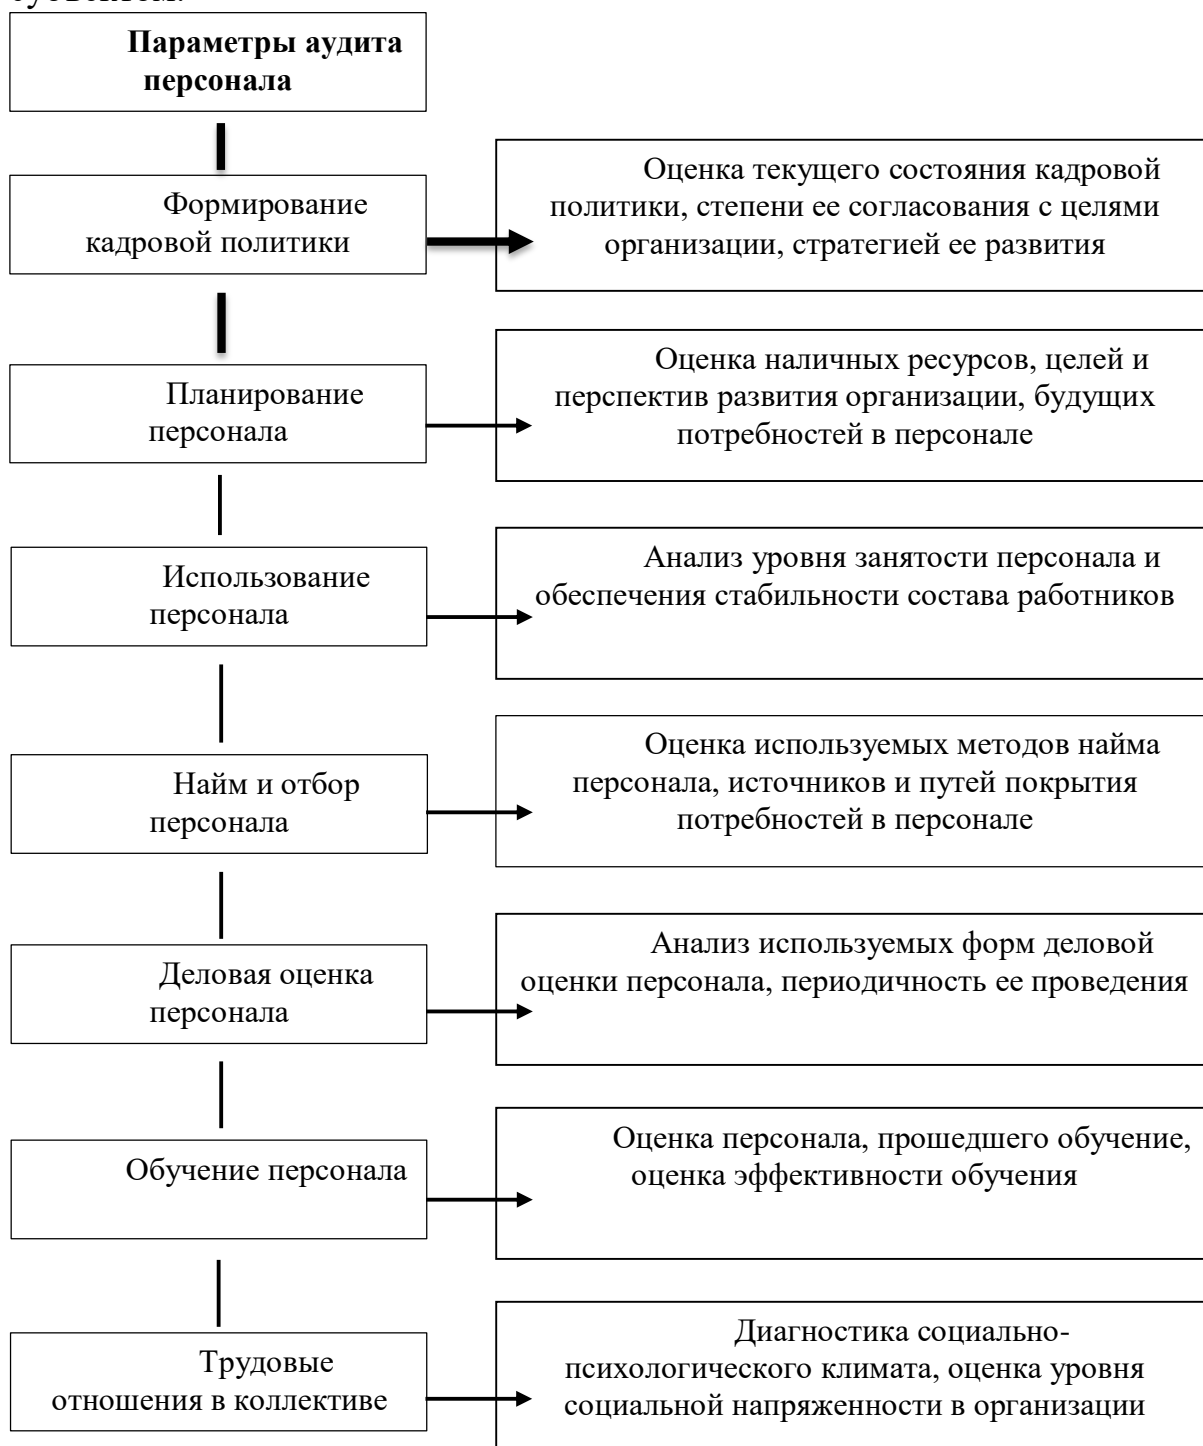 Параметры аудита
персонала
Формирование
кадровой политики
Оценка текущего состояния кадровой
политики, степени ее согласования с целями
организации, стратегией ее развития
Планирование
персонала
Оценка наличных ресурсов, целей и
перспектив развития организации, будущих
потребностей в персонале
Использование
персонала
Анализ уровня занятости персонала и
обеспечения стабильности состава работников
Найм и отбор
персонала
Оценка используемых методов найма
персонала, источников и путей покрытия
потребностей в персонале
Деловая оценка
персонала
Анализ используемых форм деловой
оценки персонала, периодичность ее проведения
Обучение персонала
Оценка персонала, прошедшего обучение,
оценка эффективности обучения
Трудовые
отношения в коллективе
Диагностика социально-
психологического климата, оценка уровня
социальной напряженности в организации